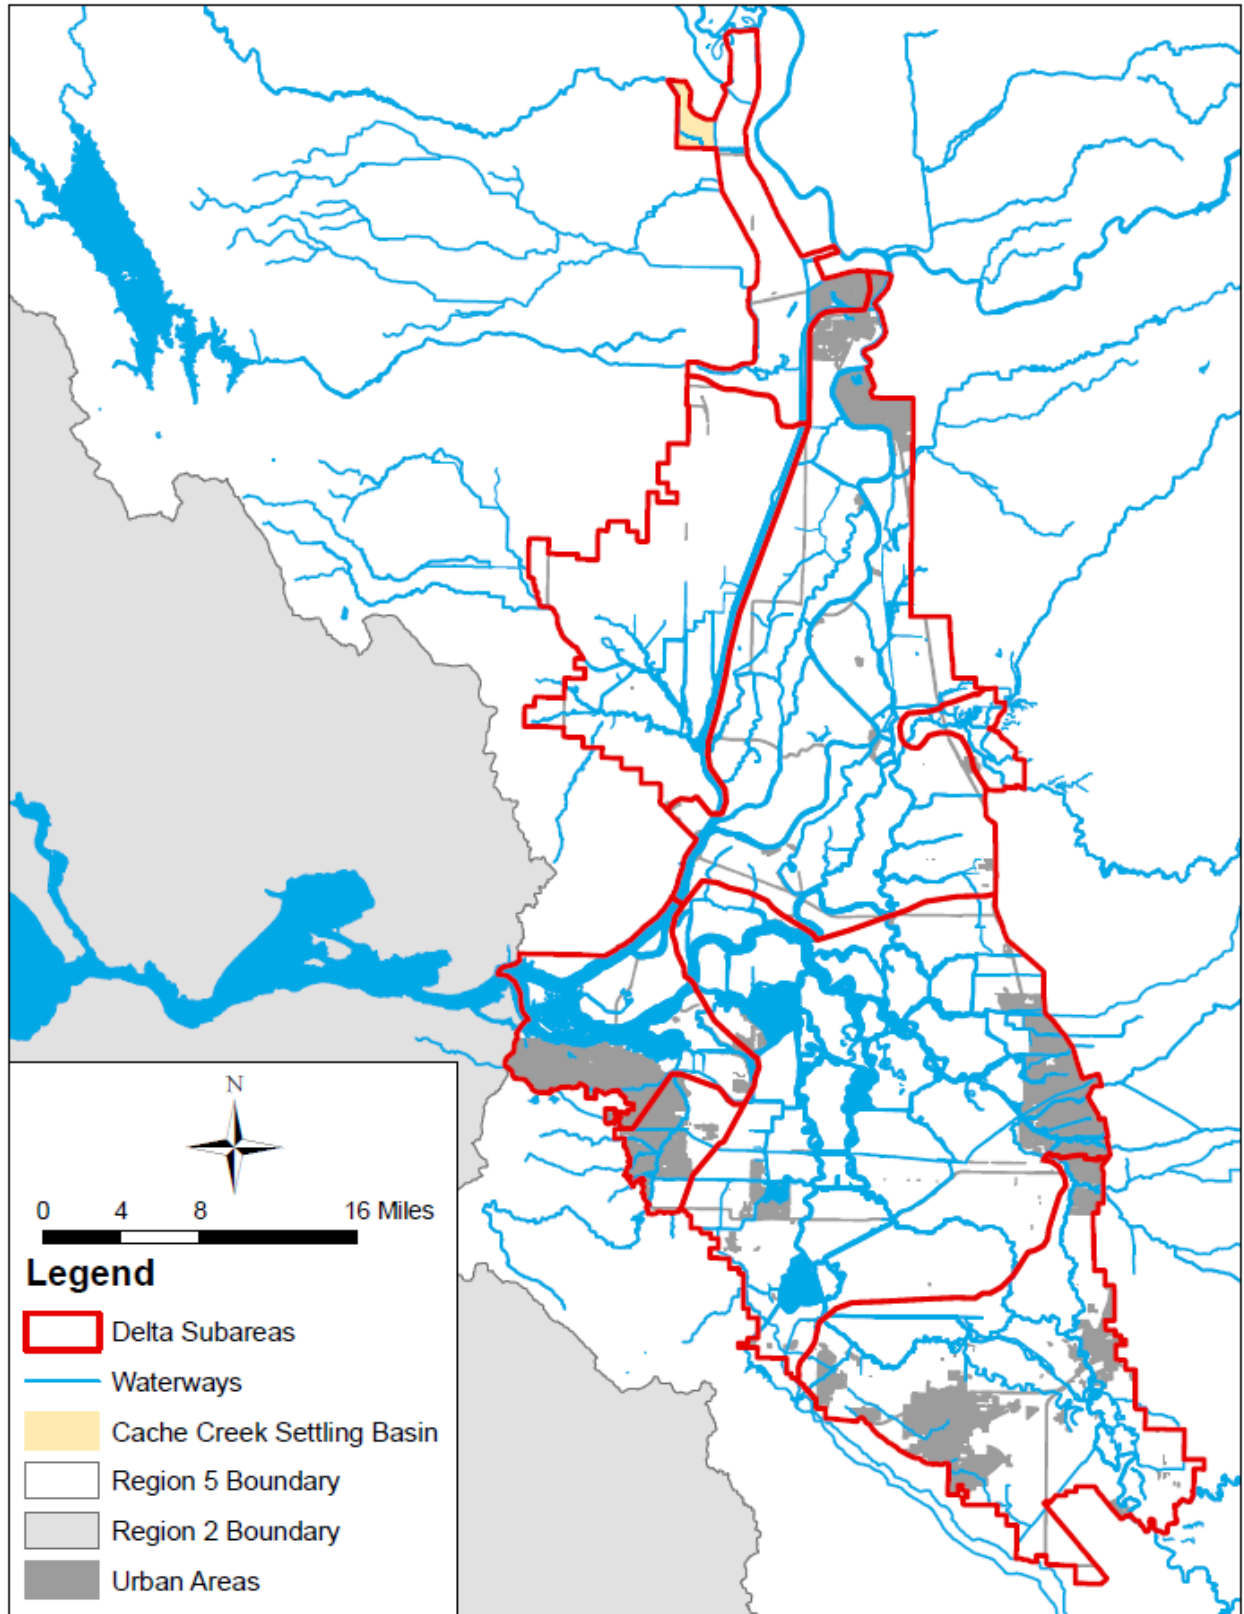 N
0 4 8 16 Miles
Legend
Delta Subareas
Waterways
Cache Creek Settling Basin
Region 5 Boundary
Region 2 Boundary
Urban Areas